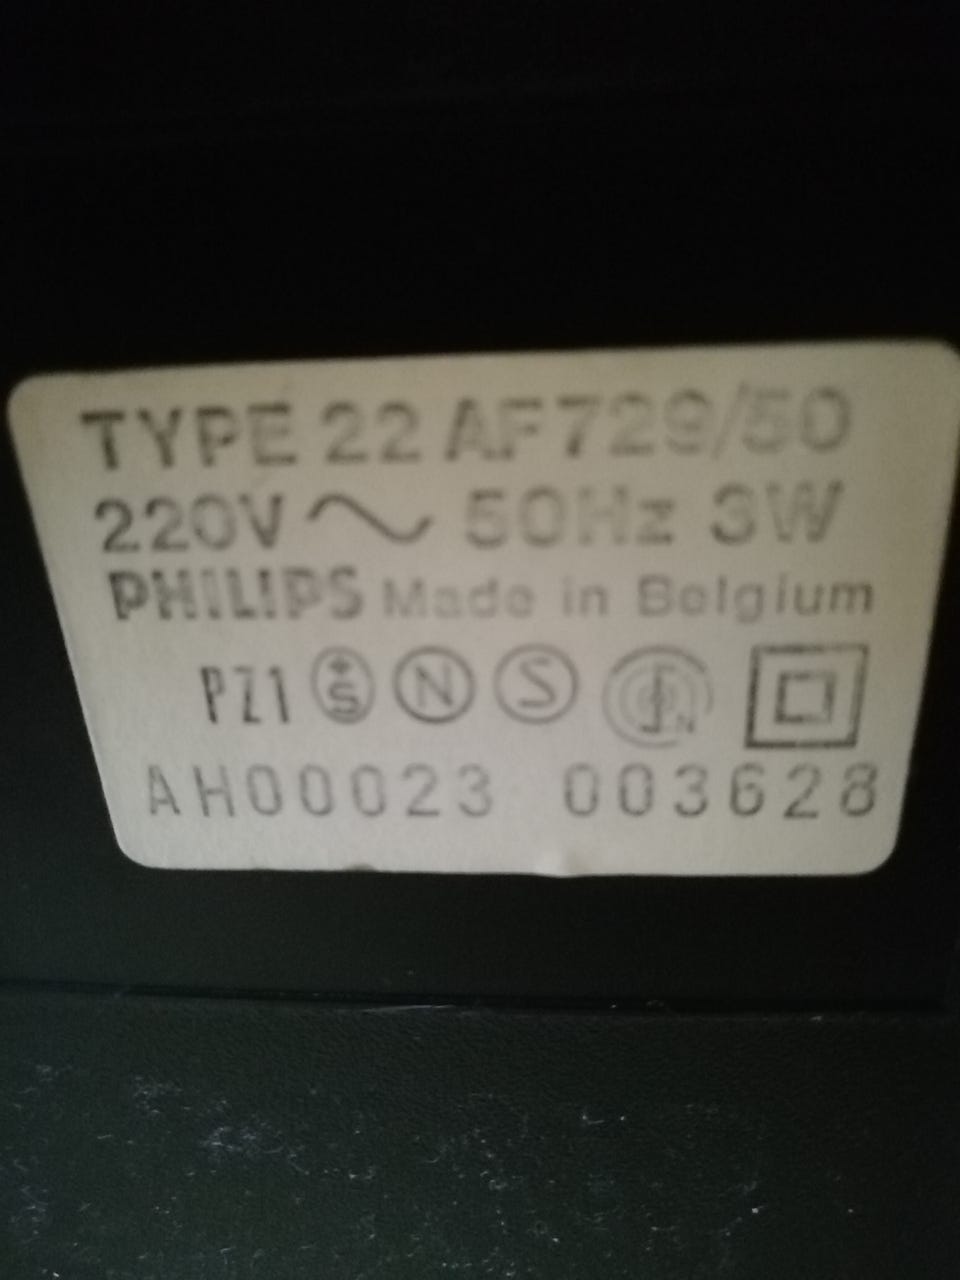 TYPE 22 AF729/50
220V ~ 50Hz 3W
PHILIPS Made in Belgium
PZ1 S N S N
AH00023 003628